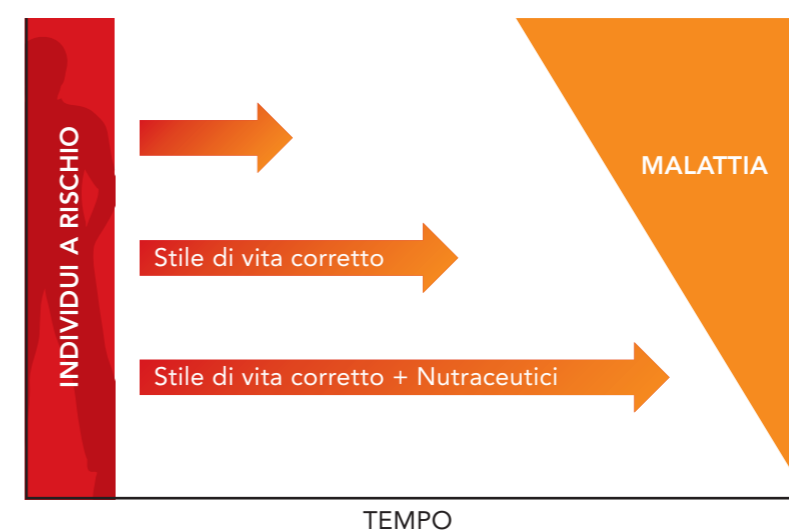 INDIVIDUI A RISCHIO
MALATTIA
Stile di vita corretto
Stile di vita corretto + Nutraceutici
TEMPO